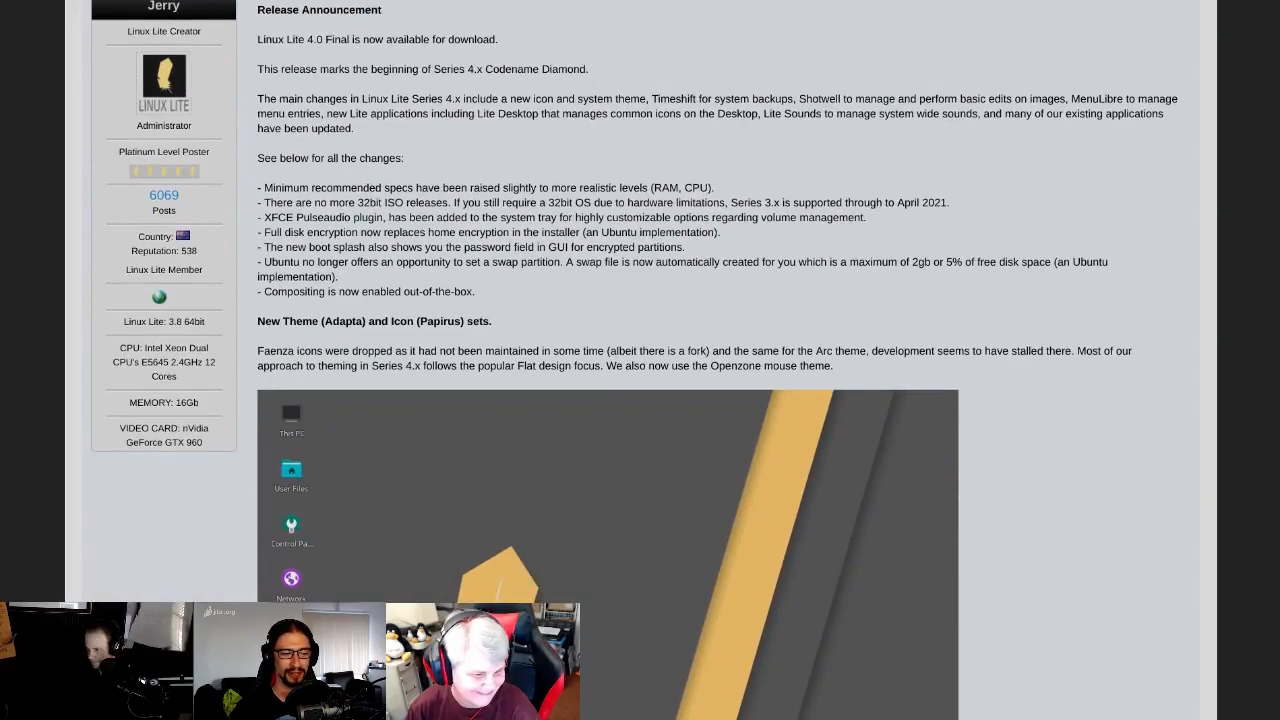 Jerry
Linux Lite Creator
LINUX LITE
Administrator
Platinum Level Poster
6069
Posts
Country:
Reputation: 538
Linux Lite Member
Linux Lite: 3.8 64bit
CPU: Intel Xeon Dual
CPU's E5645 2.4GHz 12
Cores
MEMORY: 16Gb
VIDEO CARD: nVidia
GeForce GTX 960
Release Announcement
Linux Lite 4.0 Final is now available for download.
This release marks the beginning of Series 4.x Codename Diamond.
The main changes in Linux Lite Series 4.x include a new icon and system theme, Timeshift for system backups, Shotwell to manage and perform basic edits on images, MenuLibre to manage
menu entries, new Lite applications including Lite Desktop that manages common icons on the Desktop, Lite Sounds to manage system wide sounds, and many of our existing applications
have been updated.
See below for all the changes:
- Minimum recommended specs have been raised slightly to more realistic levels (RAM, CPU).
- There are no more 32bit ISO releases. If you still require a 32bit OS due to hardware limitations, Series 3.x is supported through to April 2021.
- XFCE Pulseaudio plugin, has been added to the system tray for highly customizable options regarding volume management.
- Full disk encryption now replaces home encryption in the installer (an Ubuntu implementation).
- The new boot splash also shows you the password field in GUI for encrypted partitions.
- Ubuntu no longer offers an opportunity to set a swap partition. A swap file is now automatically created for you which is a maximum of 2gb or 5% of free disk space (an Ubuntu
implementation).
- Compositing is now enabled out-of-the-box.
New Theme (Adapta) and Icon (Papirus) sets.
Faenza icons were dropped as it had not been maintained in some time (albeit there is a fork) and the same for the Arc theme, development seems to have stalled there. Most of our
approach to theming in Series 4.x follows the popular Flat design focus. We also now use the Openzone mouse theme.
This PC
User Files
Control Pa...
Network